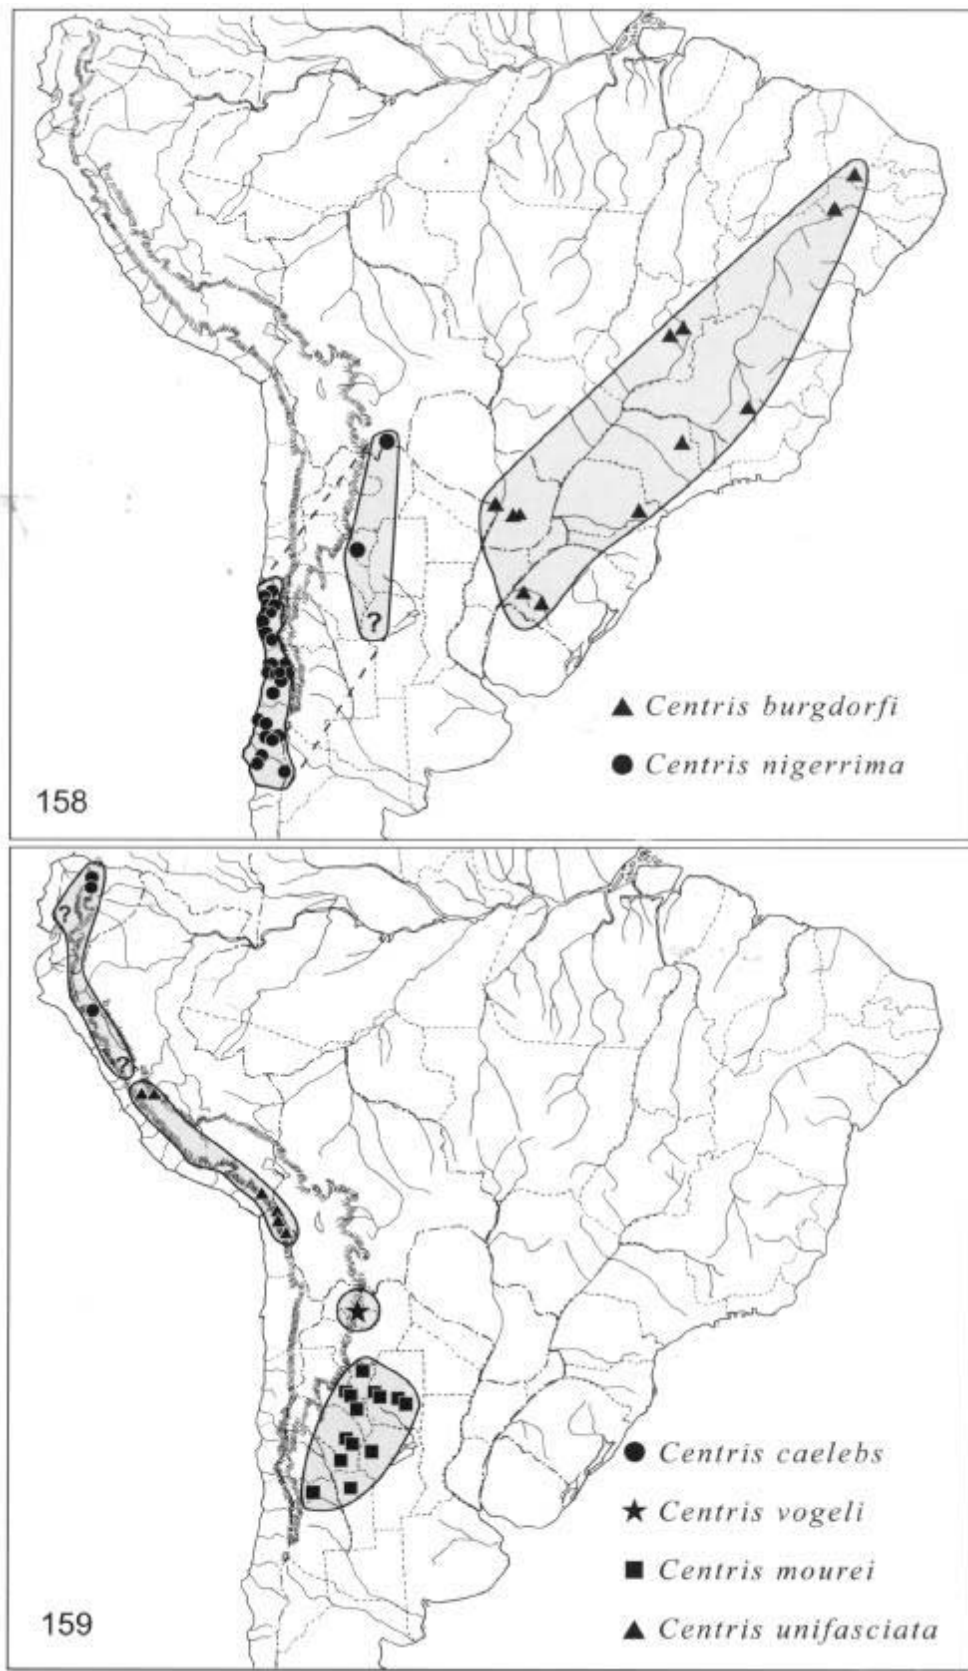 ?
Centris burgdorfi
Centris nigerrima
158
?
?
Centris caelebs
Centris vogeli
Centris mourei
Centris unifasciata
159